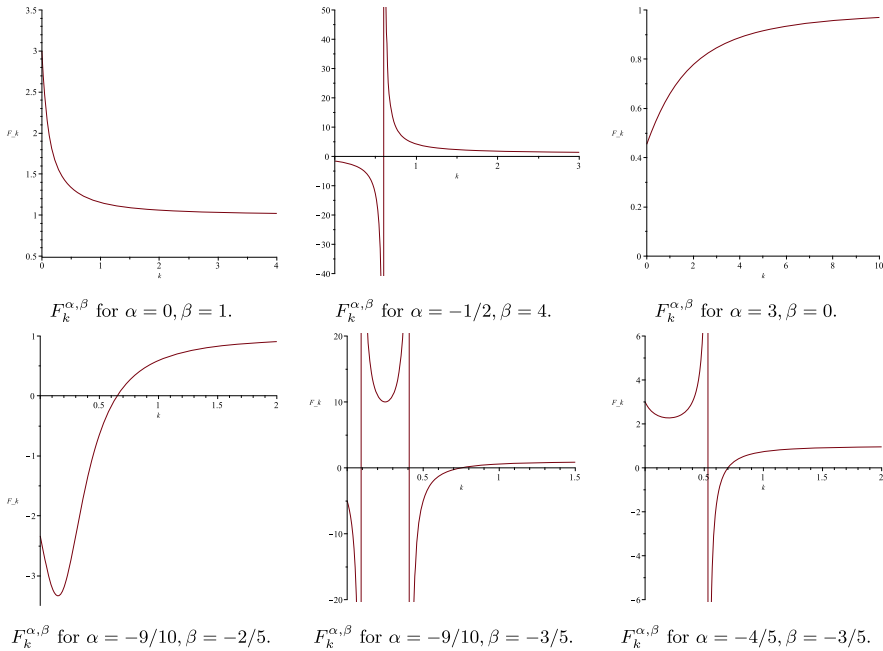 3.5
3
2.5
F_k
2
1.5
1
0.5
0 1 2 3 4
k
50
40
30
20
10
0
1 2 3
k
−10
−20
−30
−40
1
0.8
0.6
F_k
0.4
0.2
0
0 2 4 6 8 10
k
F_k^{α,β} for α = 0, β = 1.
F_k^{α,β} for α = −1/2, β = 4.
F_k^{α,β} for α = 3, β = 0.
1
0
0.5 1 1.5 2
k
−1
F_k
−2
−3
20
F_k
10
0
0.5 1 1.5
k
−10
−20
6
F_k
4
2
0
0.5 1 1.5 2
k
−2
−4
−6
F_k^{α,β} for α = −9/10, β = −2/5.
F_k^{α,β} for α = −9/10, β = −3/5.
F_k^{α,β} for α = −4/5, β = −3/5.